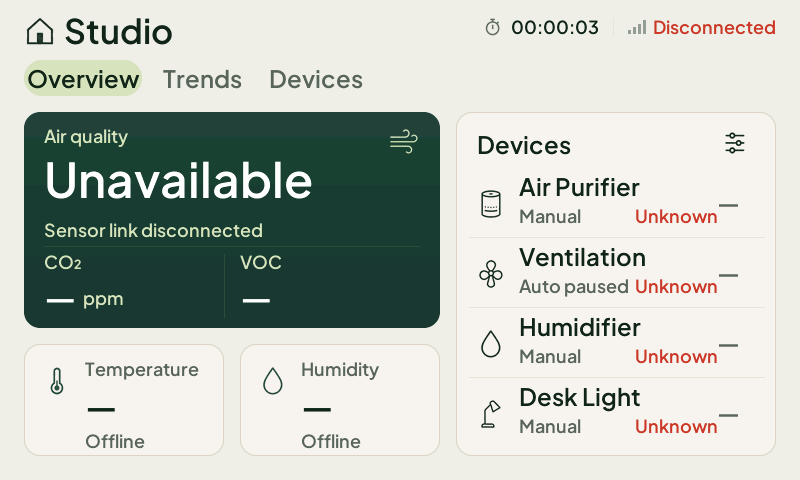 Studio
00:00:03
Disconnected
Overview
Trends
Devices
Air quality
Unavailable
Sensor link disconnected
CO₂
— ppm
VOC
—
Temperature
—
Offline
Humidity
—
Offline
Devices
Air Purifier
Manual Unknown —
Ventilation
Auto paused Unknown —
Humidifier
Manual Unknown —
Desk Light
Manual Unknown —